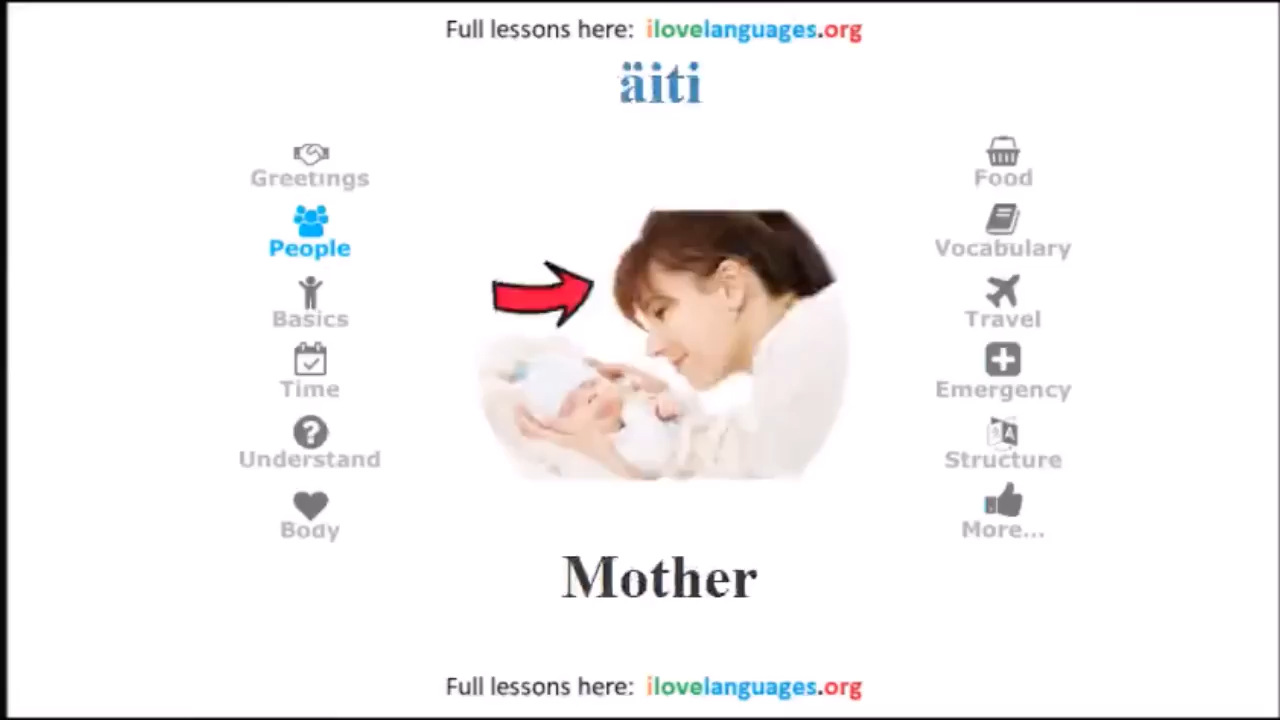 Full lessons here: ilovelanguages.org
äiti
Greetings
People
Basics
Time
Understand
Body
Food
Vocabulary
Travel
Emergency
Structure
More...
Mother
Full lessons here: ilovelanguages.org